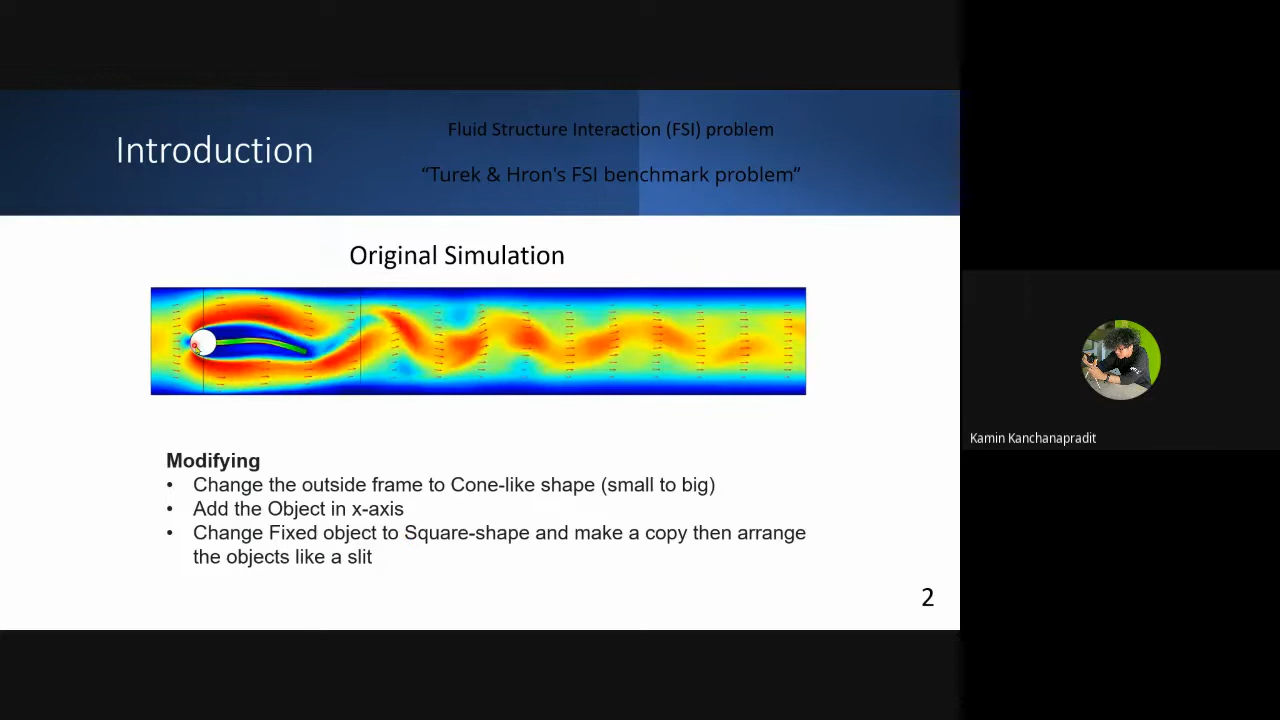 Introduction
Fluid Structure Interaction (FSI) problem
“Turek & Hron's FSI benchmark problem”
Original Simulation
Modifying
• Change the outside frame to Cone-like shape (small to big)
• Add the Object in x-axis
• Change Fixed object to Square-shape and make a copy then arrange
the objects like a slit
2
Kamin Kanchanapradit